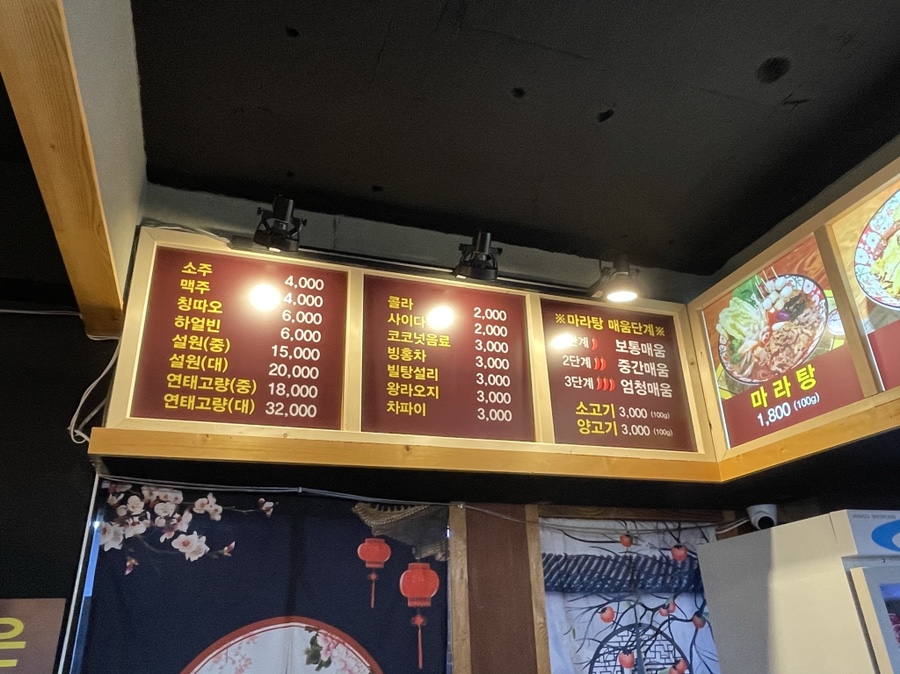 소주 4,000
맥주 4,000
칭따오 6,000
하얼빈 6,000
설원(중) 15,000
설원(대) 20,000
연태고량(중) 18,000
연태고량(대) 32,000
콜라 2,000
사이다 2,000
코코넛음료 3,000
빙홍차 3,000
빌탕설리 3,000
왕라오지 3,000
차파이 3,000
※마라탕 매움단계※
단계 보통매움
2단계 중간매움
3단계 엄청매움
소고기 3,000 (100g)
양고기 3,000 (100g)
마라탕
1,800 (100g)
은